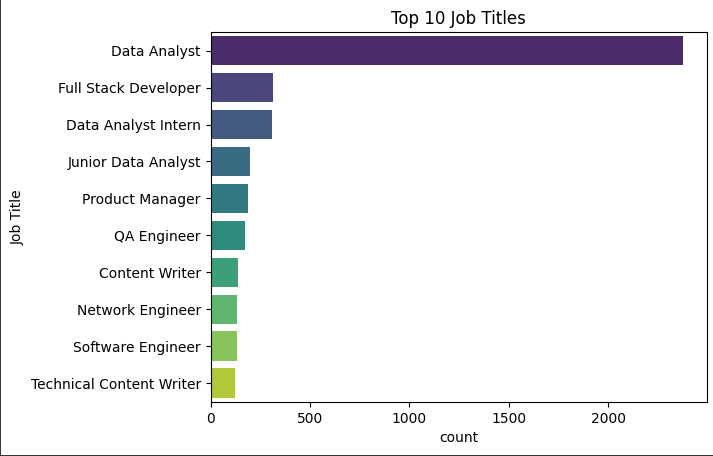 Top 10 Job Titles
Job Title
Data Analyst
Full Stack Developer
Data Analyst Intern
Junior Data Analyst
Product Manager
QA Engineer
Content Writer
Network Engineer
Software Engineer
Technical Content Writer
0 500 1000 1500 2000
count